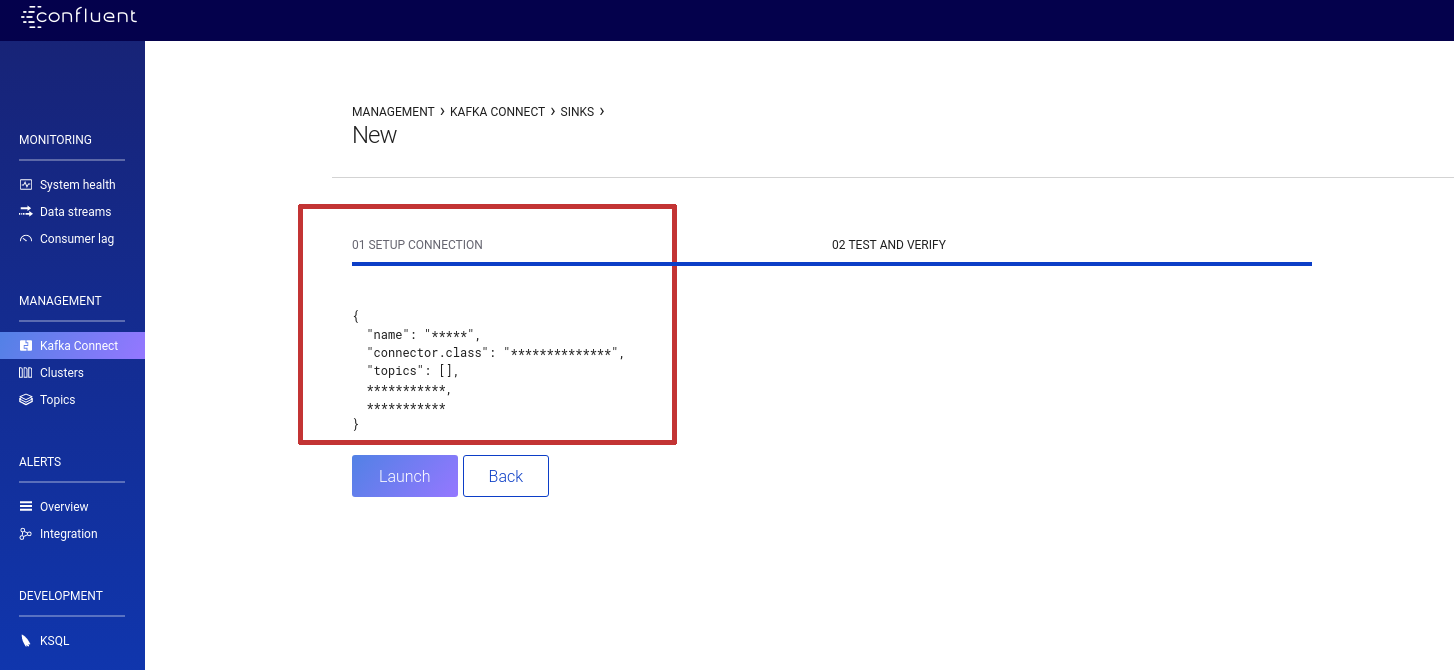 confluent
MONITORING
System health
Data streams
Consumer lag
MANAGEMENT
Kafka Connect
Clusters
Topics
ALERTS
Overview
Integration
DEVELOPMENT
KSQL
MANAGEMENT › KAFKA CONNECT › SINKS ›
New
01 SETUP CONNECTION
02 TEST AND VERIFY
{
  "name": "*****",
  "connector.class": "**************",
  "topics": [],
  ***********,
  ***********
}
Launch
Back